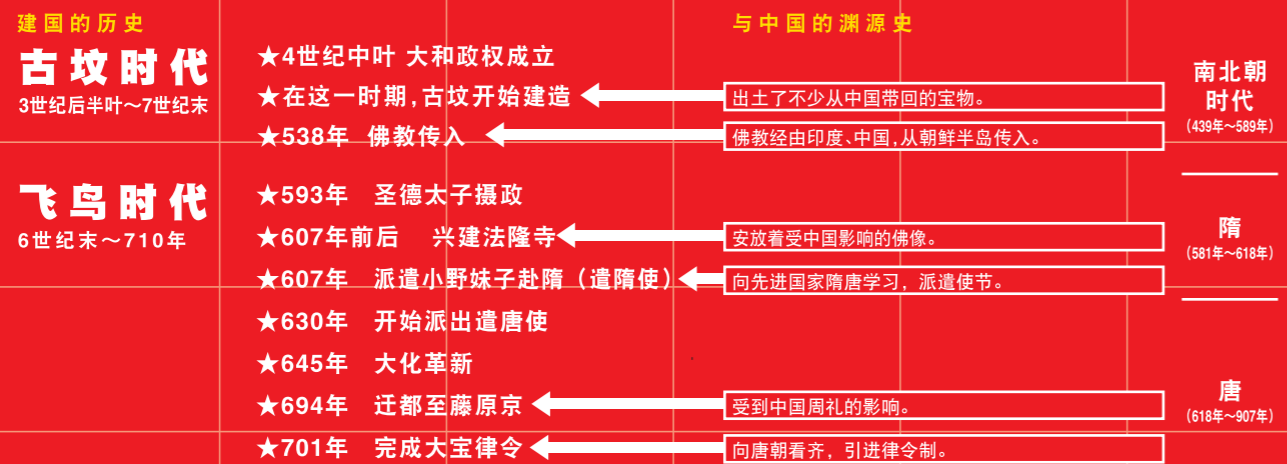 建国的历史
与中国的渊源史
古坟时代
3世纪后半叶～7世纪末
★4世纪中叶 大和政权成立
★在这一时期,古坟开始建造
出土了不少从中国带回的宝物。
★538年 佛教传入
佛教经由印度、中国,从朝鲜半岛传入。
南北朝
时代
(439年～589年)
飞鸟时代
6世纪末～710年
★593年 圣德太子摄政
★607年前后 兴建法隆寺
安放着受中国影响的佛像。
★607年 派遣小野妹子赴隋（遣隋使）
向先进国家隋唐学习，派遣使节。
隋
(581年～618年)
★630年 开始派出遣唐使
★645年 大化革新
★694年 迁都至藤原京
受到中国周礼的影响。
★701年 完成大宝律令
向唐朝看齐，引进律令制。
唐
(618年～907年)